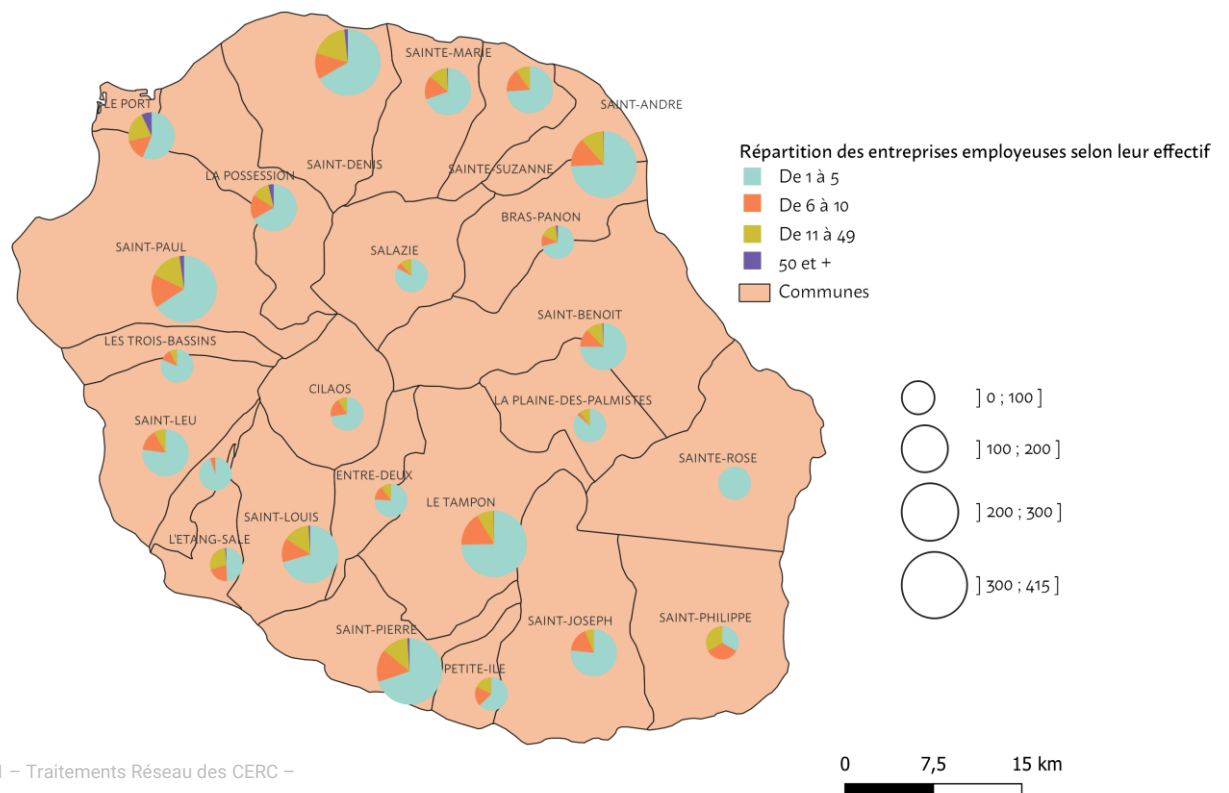 SAINTE-MARIE
LE PORT
SAINT-ANDRE
SAINT-DENIS
SAINTE-SUZANNE
LA POSSESSION
BRAS-PANON
SAINT-PAUL
SALAZIE
SAINT-BENOIT
LES TROIS-BASSINS
CILAOS
LA PLAINE-DES-PALMISTES
SAINT-LEU
SAINTE-ROSE
ENTRE-DEUX
LE TAMPON
SAINT-LOUIS
L'ETANG-SALE
SAINT-PIERRE
SAINT-JOSEPH
SAINT-PHILIPPE
PETITE-ILE
Répartition des entreprises employeuses selon leur effectif
De 1 à 5
De 6 à 10
De 11 à 49
50 et +
Communes
] 0 ; 100 ]
] 100 ; 200 ]
] 200 ; 300 ]
] 300 ; 415 ]
– Traitements Réseau des CERC –
0 7,5 15 km